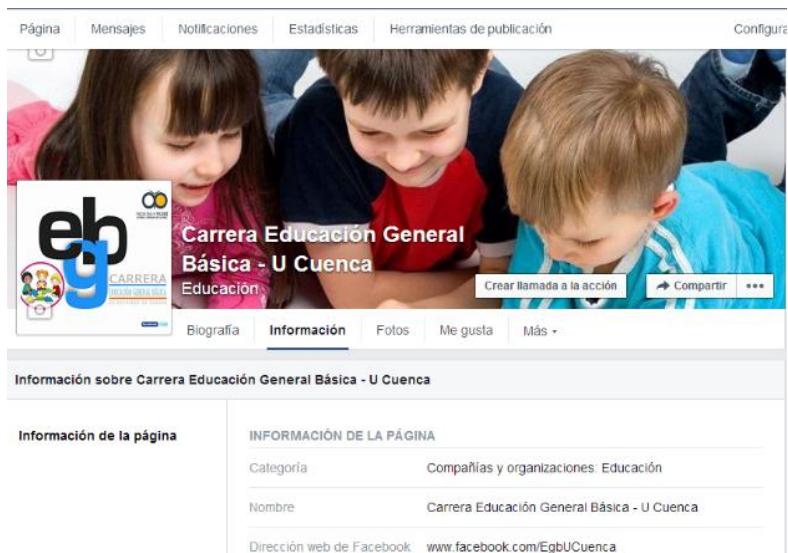 Página Mensajes Notificaciones Estadísticas Herramientas de publicación Configura
ebg
CARRERA
Carrera Educación General
Básica - U Cuenca
Educación
Crear llamada a la acción Compartir
Biografía Información Fotos Me gusta Más
Información sobre Carrera Educación General Básica - U Cuenca
Información de la página
INFORMACIÓN DE LA PÁGINA
Categoría Compañías y organizaciones: Educación
Nombre Carrera Educación General Básica - U Cuenca
Dirección web de Facebook www.facebook.com/EgbUCuenca